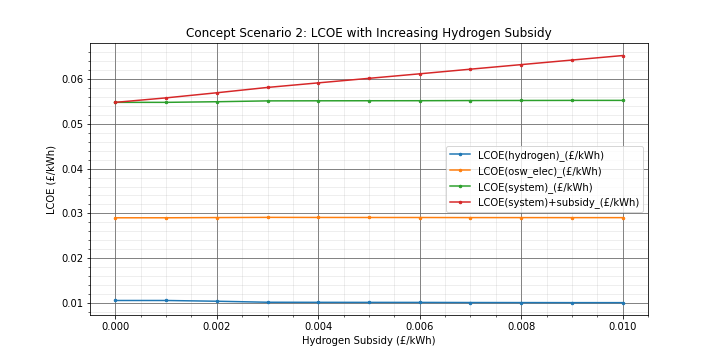 Concept Scenario 2: LCOE with Increasing Hydrogen Subsidy
LCOE (£/kWh)
0.06
0.05
0.04
0.03
0.02
0.01
LCOE(hydrogen)_(£/kWh)
LCOE(osw_elec)_(£/kWh)
LCOE(system)_(£/kWh)
LCOE(system)+subsidy_(£/kWh)
0.000 0.002 0.004 0.006 0.008 0.010
Hydrogen Subsidy (£/kWh)